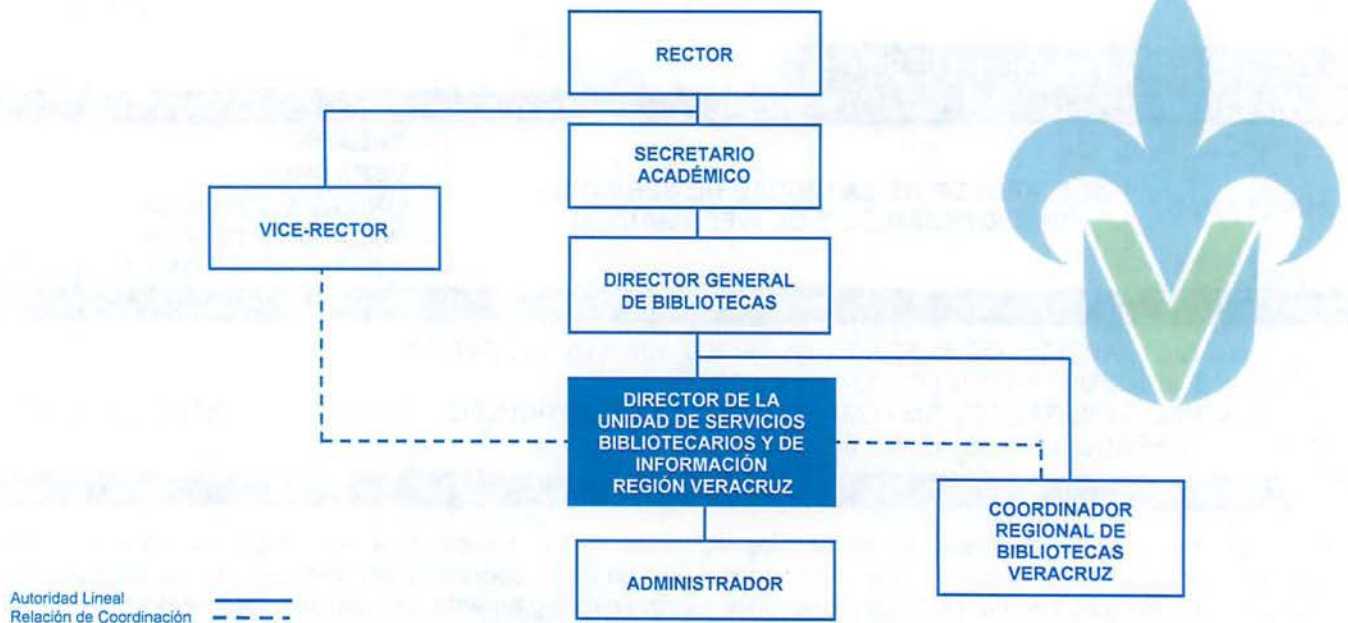 RECTOR
SECRETARIO
ACADÉMICO
VICE-RECTOR
DIRECTOR GENERAL
DE BIBLIOTECAS
DIRECTOR DE LA
UNIDAD DE SERVICIOS
BIBLIOTECARIOS Y DE
INFORMACIÓN
REGIÓN VERACRUZ
COORDINADOR
REGIONAL DE
BIBLIOTECAS
VERACRUZ
ADMINISTRADOR
Autoridad Lineal
Relación de Coordinación